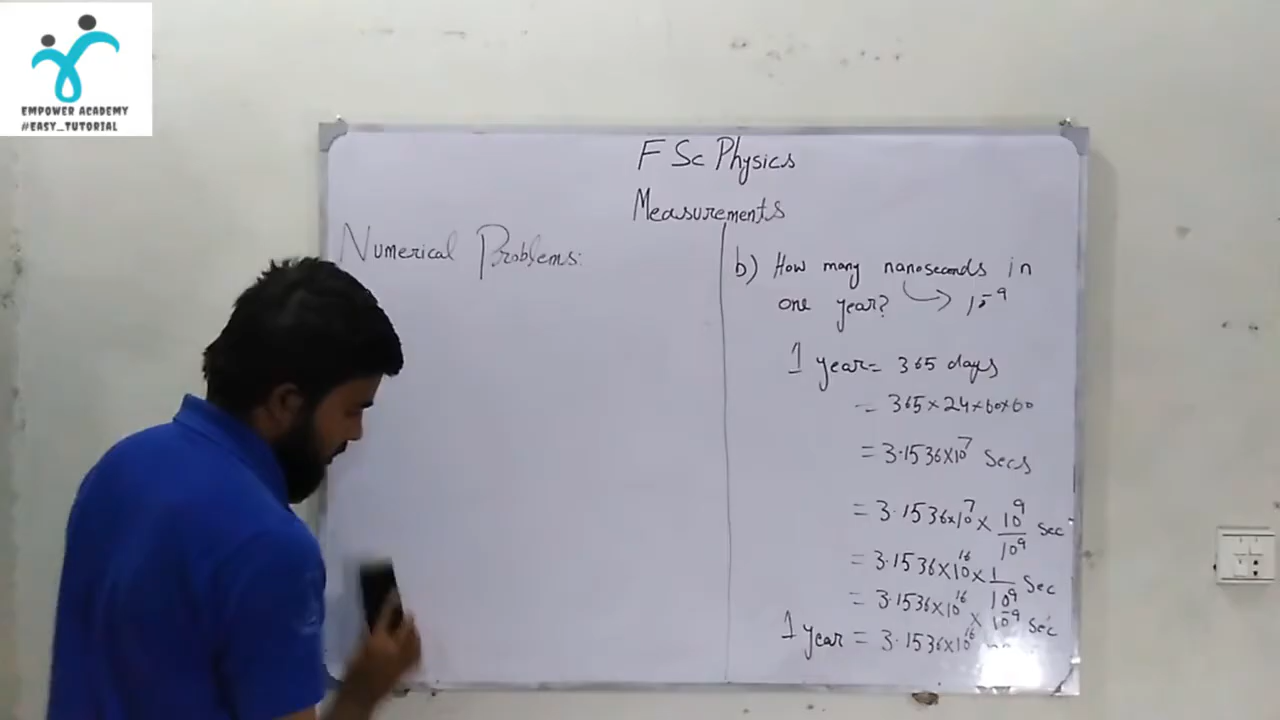 EMPOWER ACADEMY
#EASY_TUTORIAL
F Sc Physics
Measurements
Numerical Problems:
b) How many nanoseconds in
one year? → 10⁻⁹
1 year = 365 days
= 365×24×60×60
= 3.1536×10⁷ Secs
= 3.1536×10⁷ × 10⁹/10⁹ Sec
= 3.1536×10¹⁶ × 1/10⁹ Sec
= 3.1536×10¹⁶ × 10⁻⁹ Sec
1 year = 3.1536×10¹⁶